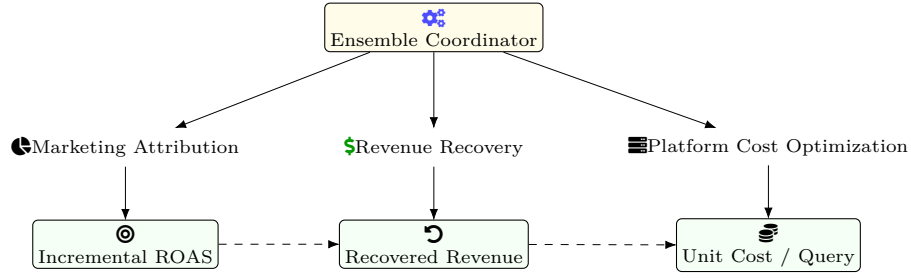 Ensemble Coordinator
Marketing Attribution
$Revenue Recovery
Platform Cost Optimization
Incremental ROAS
Recovered Revenue
Unit Cost / Query